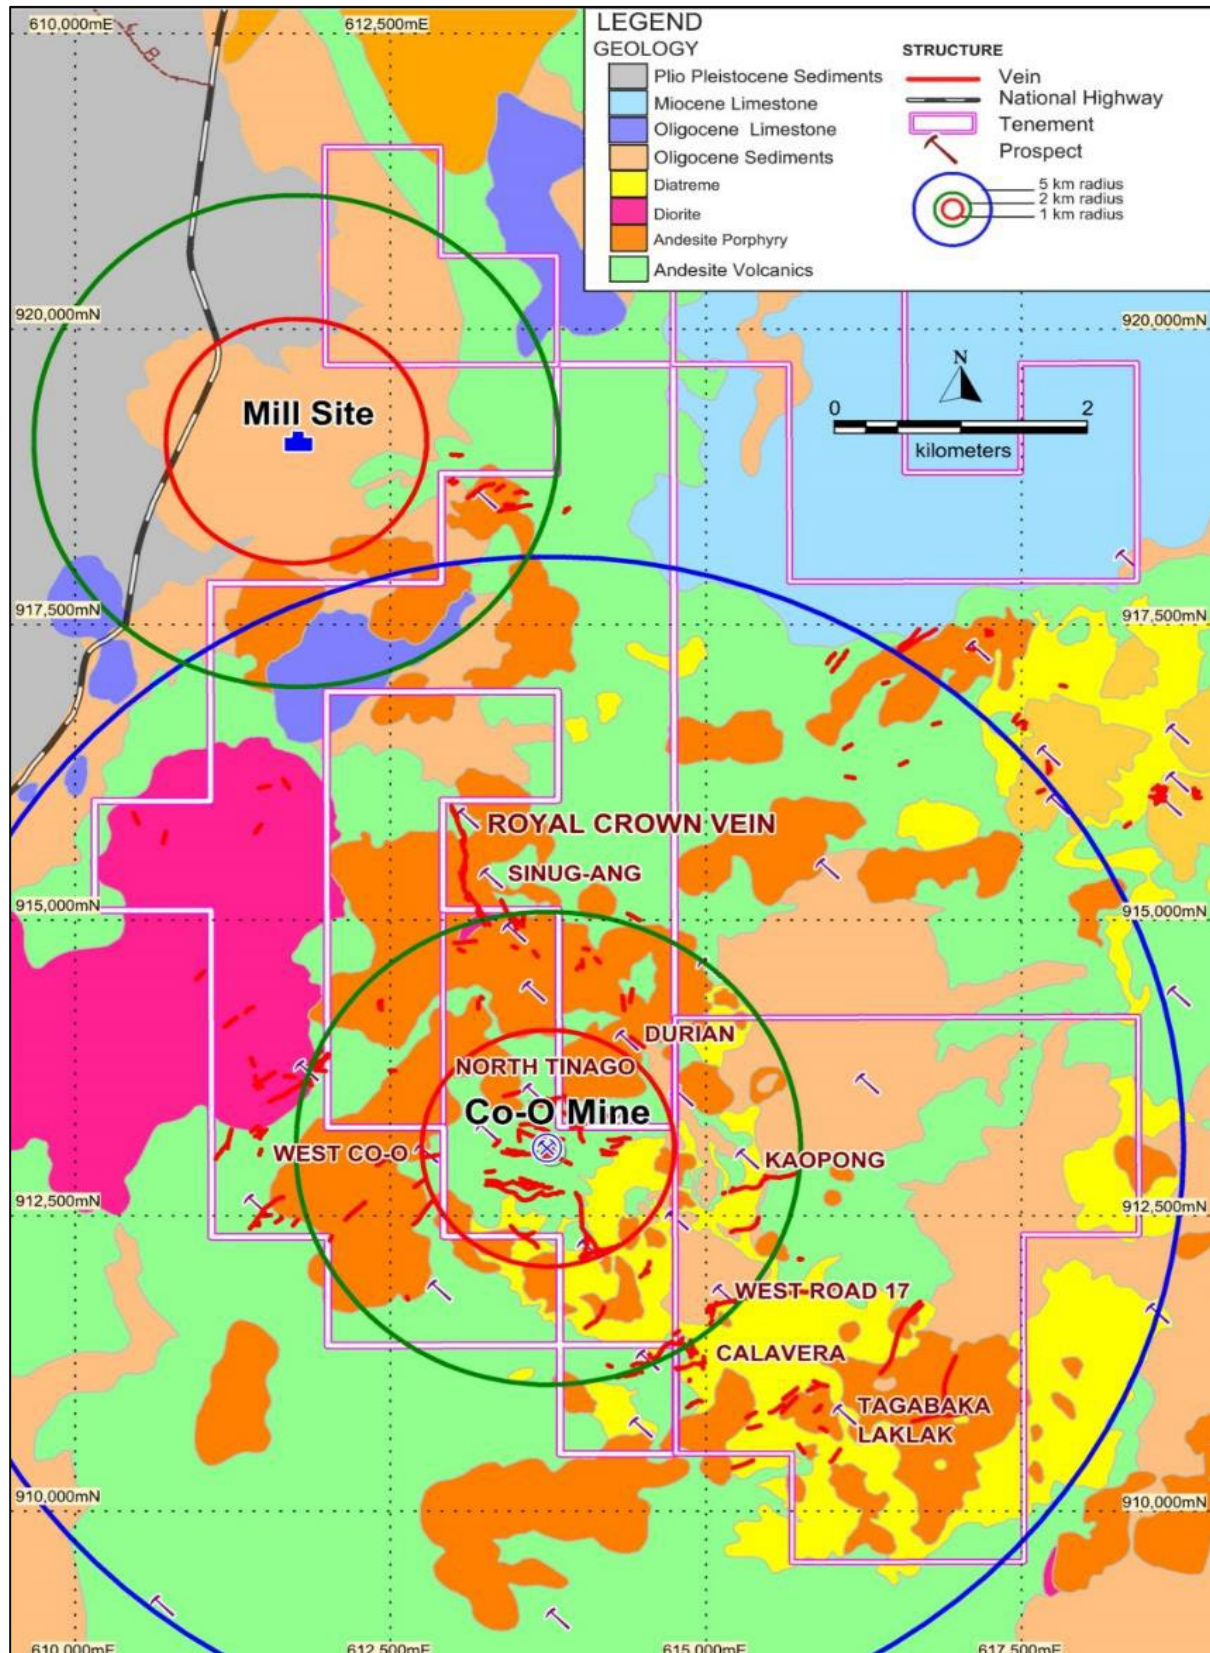 610,000mE
612,500mE
LEGEND
GEOLOGY
Plio Pleistocene Sediments
Miocene Limestone
Oligocene Limestone
Oligocene Sediments
Diatreme
Diorite
Andesite Porphyry
Andesite Volcanics
STRUCTURE
Vein
National Highway
Tenement
Prospect
5 km radius
2 km radius
1 km radius
920,000mN
920,000mN
N
0 2
kilometers
Mill Site
917,500mN
917,500mN
ROYAL CROWN VEIN
SINUG-ANG
915,000mN
915,000mN
DURIAN
NORTH TINAGO
Co-O Mine
WEST CO-O
KAOPONG
912,500mN
912,500mN
WEST ROAD 17
CALAVERA
TAGABAKA
LAKLAK
910,000mN
910,000mN
610,000mE
612,500mE
615,000mE
617,500mE